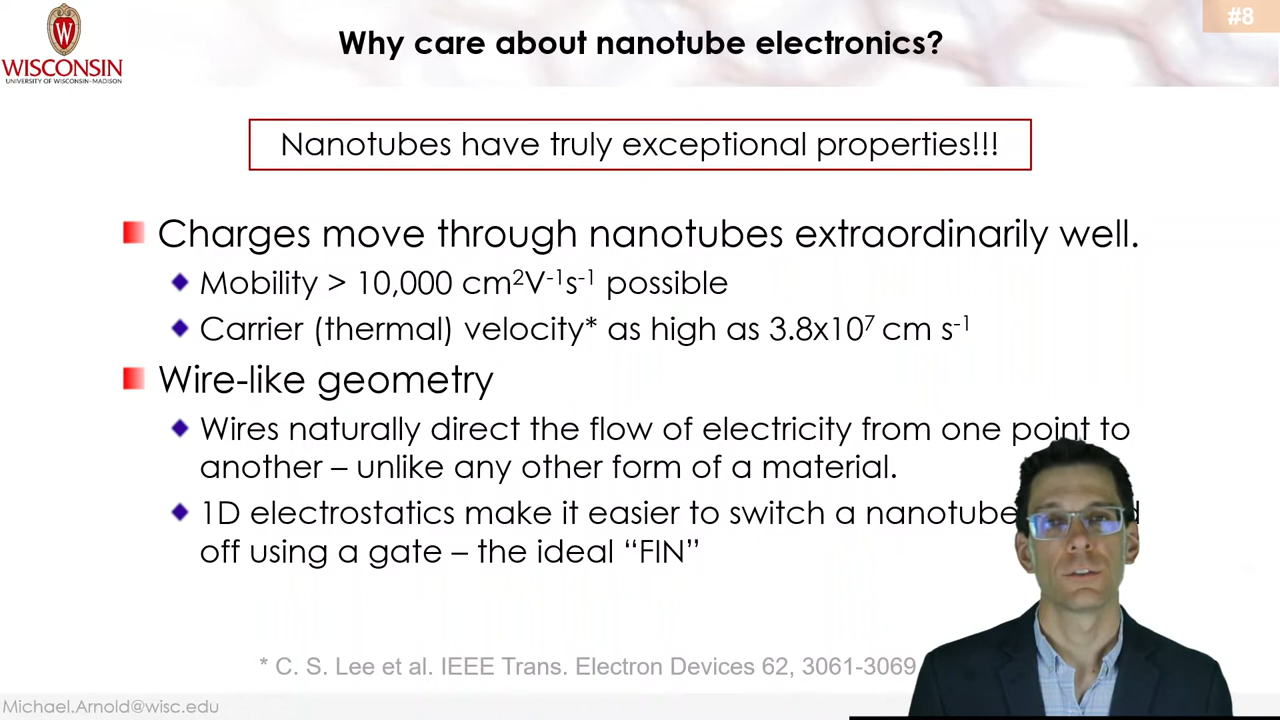 #8
WISCONSIN
UNIVERSITY OF WISCONSIN–MADISON
Why care about nanotube electronics?
Nanotubes have truly exceptional properties!!!
Charges move through nanotubes extraordinarily well.
Mobility > 10,000 cm²V⁻¹s⁻¹ possible
Carrier (thermal) velocity* as high as 3.8x10⁷ cm s⁻¹
Wire-like geometry
Wires naturally direct the flow of electricity from one point to
another – unlike any other form of a material.
1D electrostatics make it easier to switch a nanotube
off using a gate – the ideal “FIN”
* C. S. Lee et al. IEEE Trans. Electron Devices 62, 3061-3069
Michael.Arnold@wisc.edu